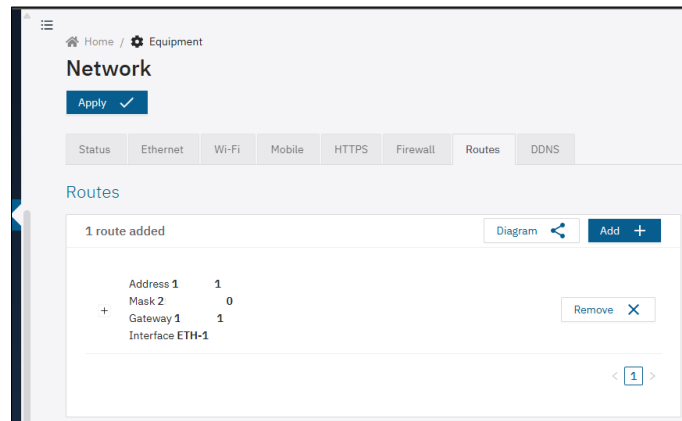 Home / Equipment
Network
Apply
Status Ethernet Wi-Fi Mobile HTTPS Firewall Routes DDNS
Routes
1 route added Diagram Add +
Address 1 1
Mask 2 0
+ Gateway 1 1 Remove
Interface ETH-1
< 1 >